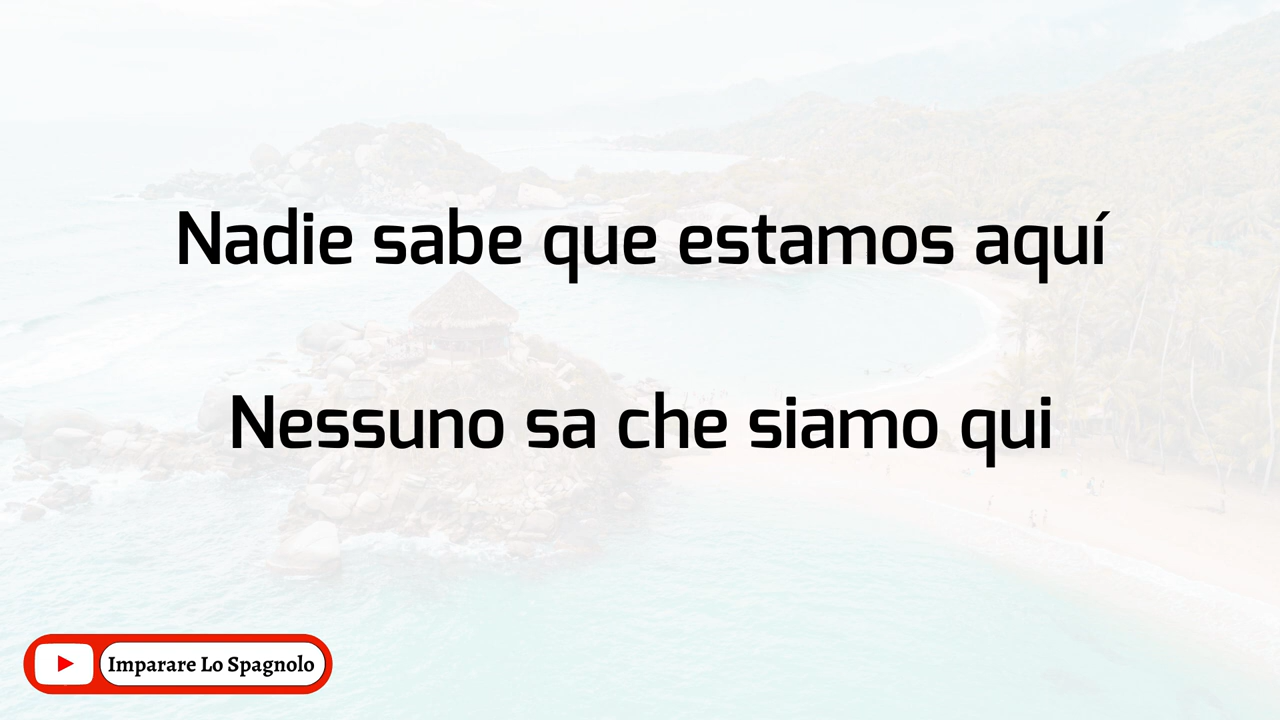 Nadie sabe que estamos aquí
Nessuno sa che siamo qui
Imparare Lo Spagnolo